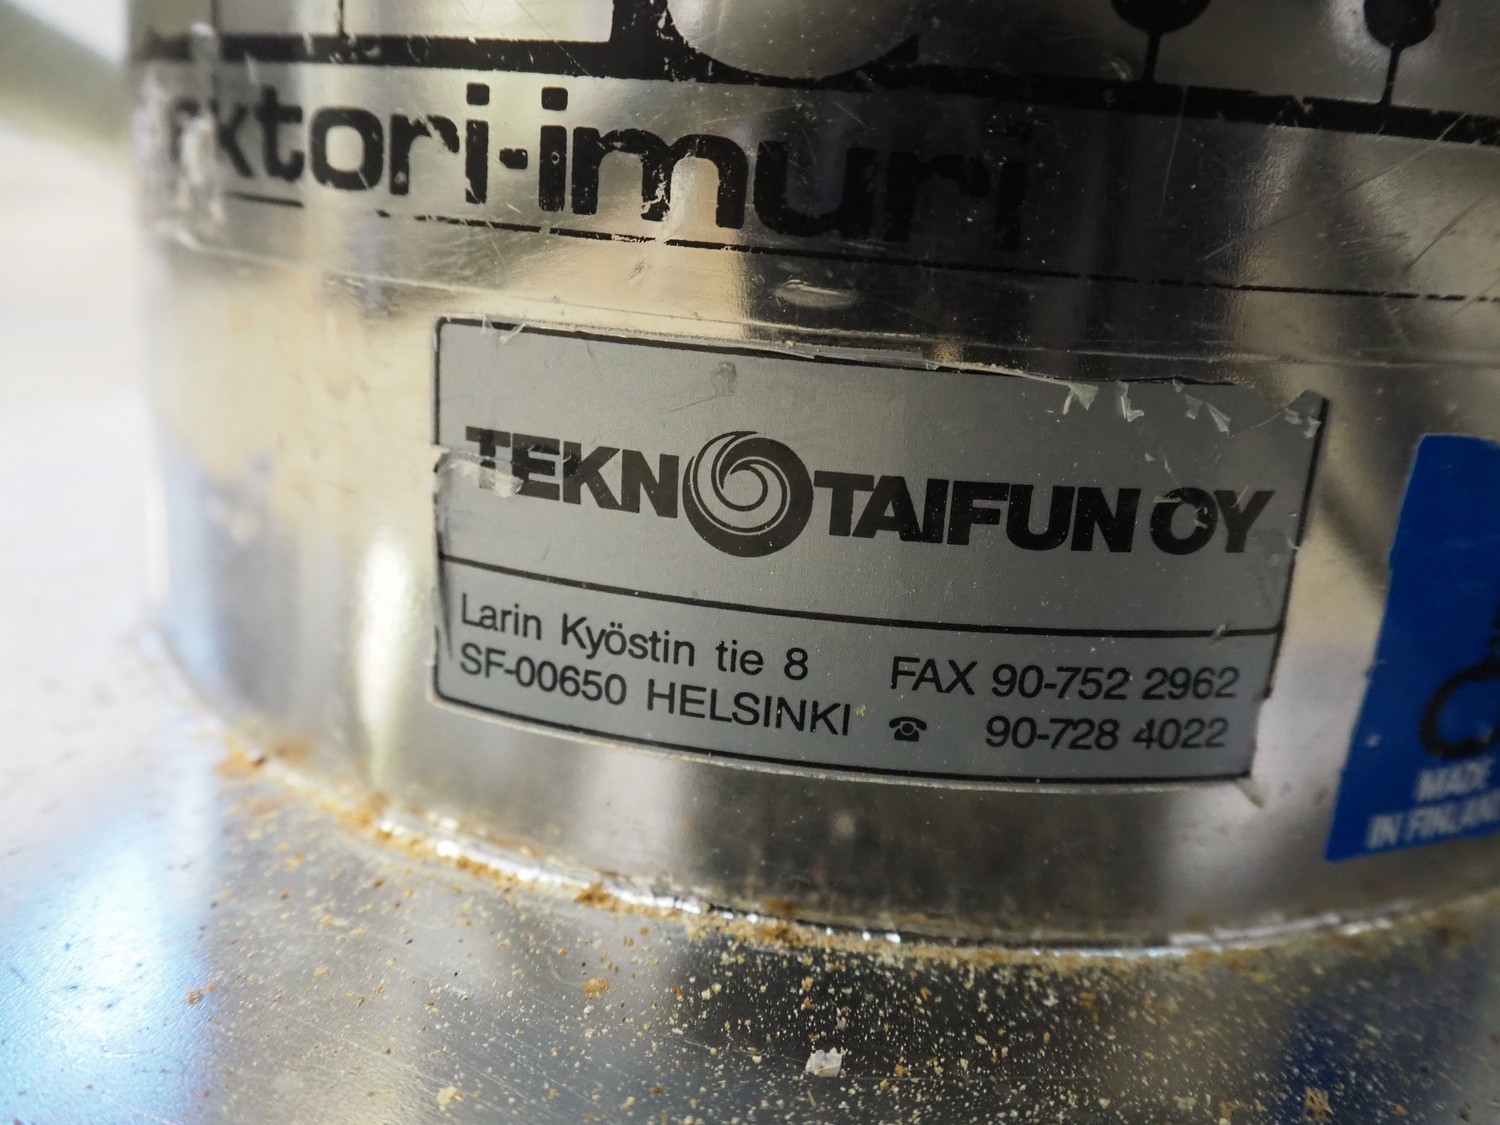 ktori-imuri
TEKNOTAIFUN OY
Larin Kyöstin tie 8
SF-00650 HELSINKI
FAX 90-752 2962
☎ 90-728 4022
MADE
IN FINLAND